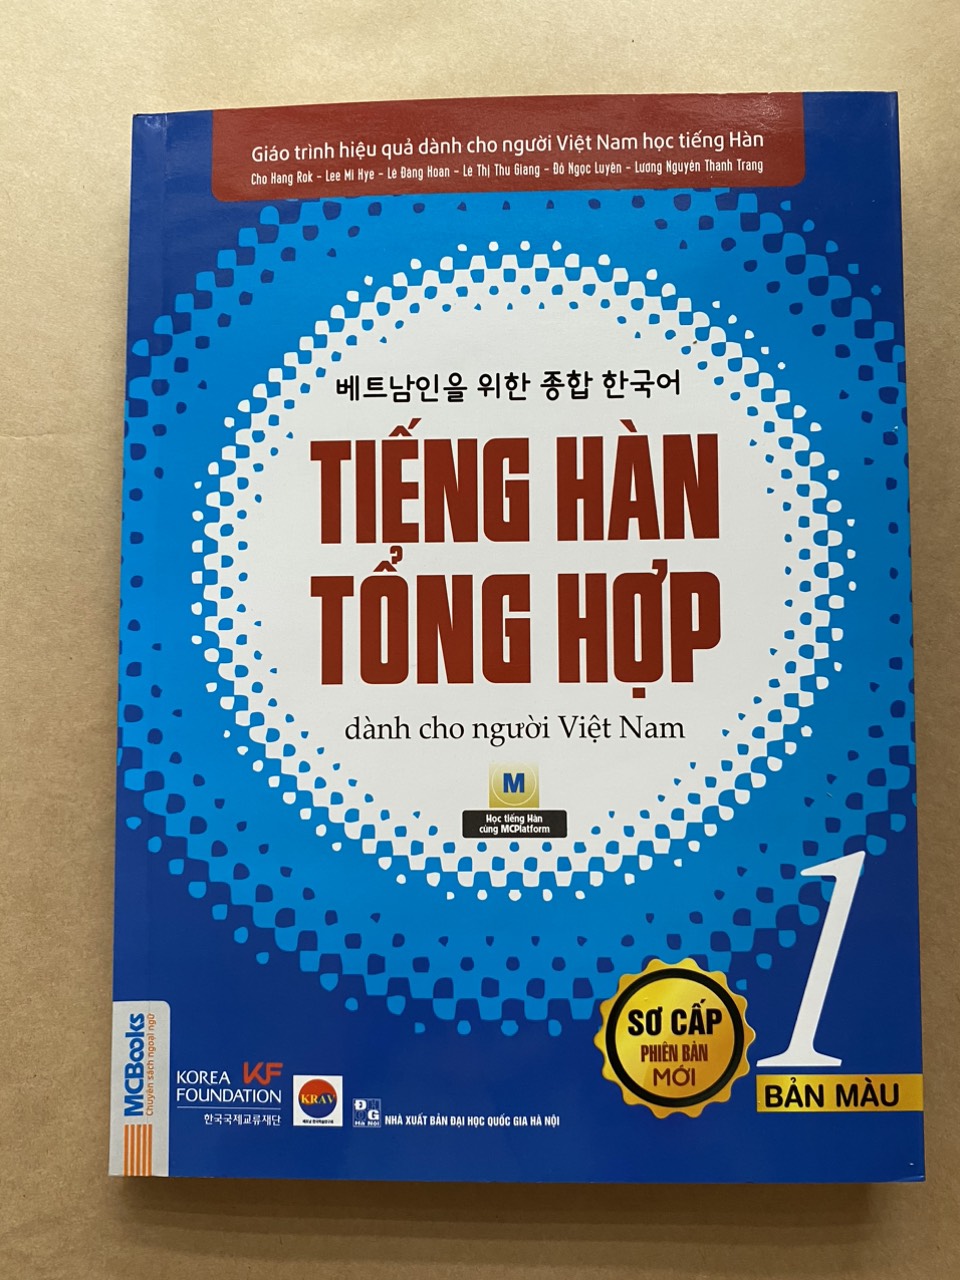 Giáo trình hiệu quả dành cho người Việt Nam học tiếng Hàn
Cho Hang Rok - Lee Mi Hye - Lê Đăng Hoan - Lê Thị Thu Giang - Đỗ Ngọc Luyến - Lương Nguyễn Thanh Trang
베트남인을 위한 종합 한국어
TIẾNG HÀN
TỔNG HỢP
dành cho người Việt Nam
M
Học tiếng Hàn
cùng MCPlatform
1
SƠ CẤP
PHIÊN BẢN
MỚI
BẢN MÀU
MCBooks
Chuyên sách ngoại ngữ
KOREA KF
FOUNDATION
한국국제교류재단
KRAV
NHÀ XUẤT BẢN ĐẠI HỌC QUỐC GIA HÀ NỘI